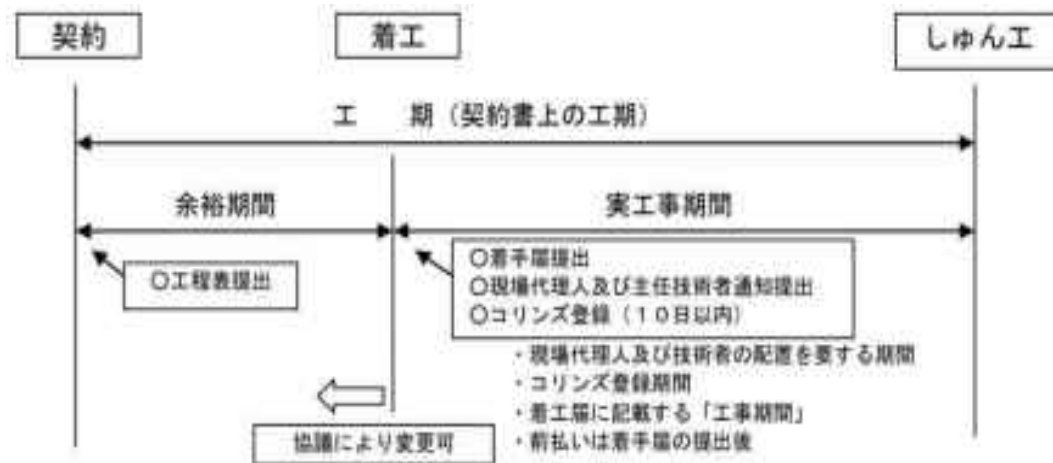 契約
着工
しゅん工
工　　期（契約書上の工期）
余裕期間
実工事期間
〇工程表提出
〇着手届提出
〇現場代理人及び主任技術者通知提出
〇コリンズ登録（１０日以内）
・現場代理人及び技術者の配置を要する期間
・コリンズ登録期間
・着工届に記載する「工事期間」
・前払いは着手届の提出後
協議により変更可